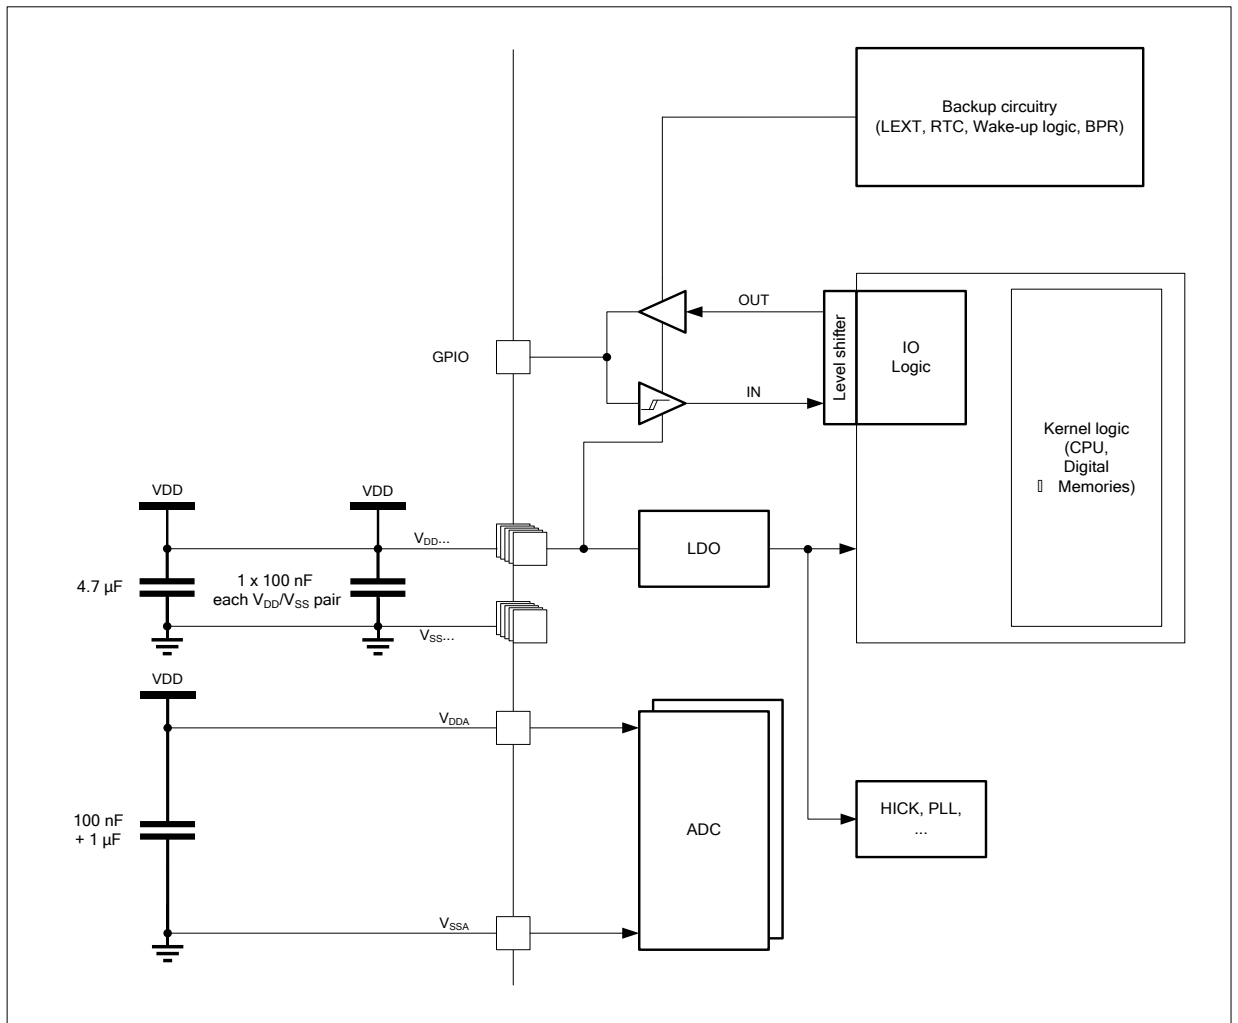 Backup circuitry
(LEXT, RTC, Wake-up logic, BPR)
OUT
Level shifter
IO
Logic
GPIO
IN
Kernel logic
(CPU,
Digital
▯ Memories)
VDD
VDD
VDD...
LDO
4.7 µF
1 x 100 nF
each VDD/VSS pair
VSS...
VDD
VDDA
HICK, PLL,
...
100 nF
+ 1 µF
ADC
VSSA